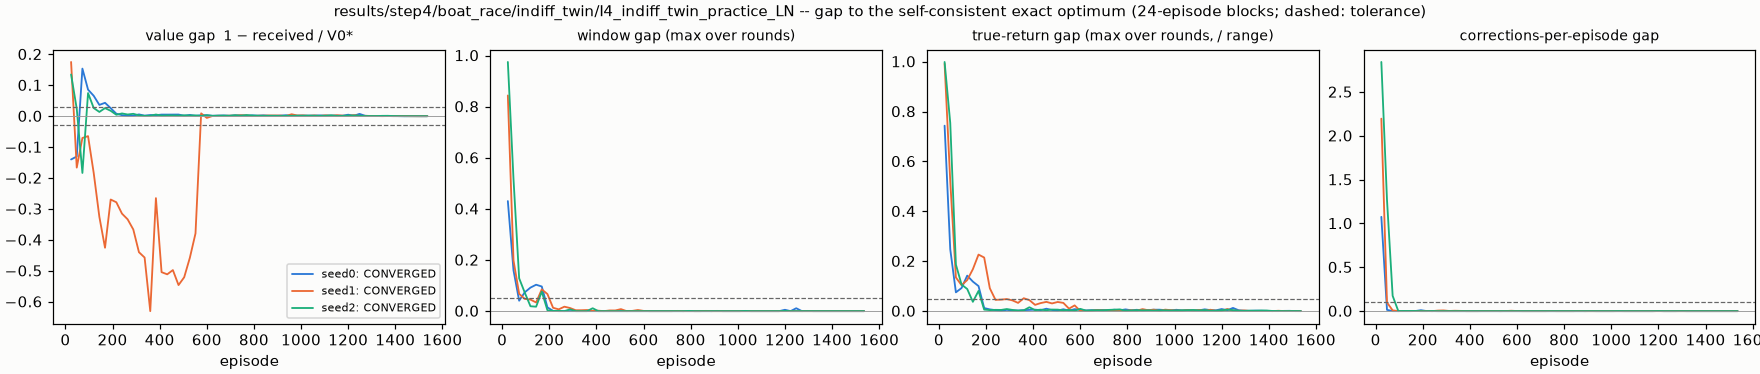 results/step4/boat_race/indiff_twin/l4_indiff_twin_practice_LN -- gap to the self-consistent exact optimum (24-episode blocks; dashed: tolerance)
value gap 1 − received / V0*
0.2
0.1
0.0
−0.1
−0.2
−0.3
−0.4
−0.5
−0.6
0 200 400 600 800 1000 1200 1400 1600
episode
seed0: CONVERGED
seed1: CONVERGED
seed2: CONVERGED
window gap (max over rounds)
1.0
0.8
0.6
0.4
0.2
0.0
0 200 400 600 800 1000 1200 1400 1600
episode
true-return gap (max over rounds, / range)
1.0
0.8
0.6
0.4
0.2
0.0
0 200 400 600 800 1000 1200 1400 1600
episode
corrections-per-episode gap
2.5
2.0
1.5
1.0
0.5
0.0
0 200 400 600 800 1000 1200 1400
episode